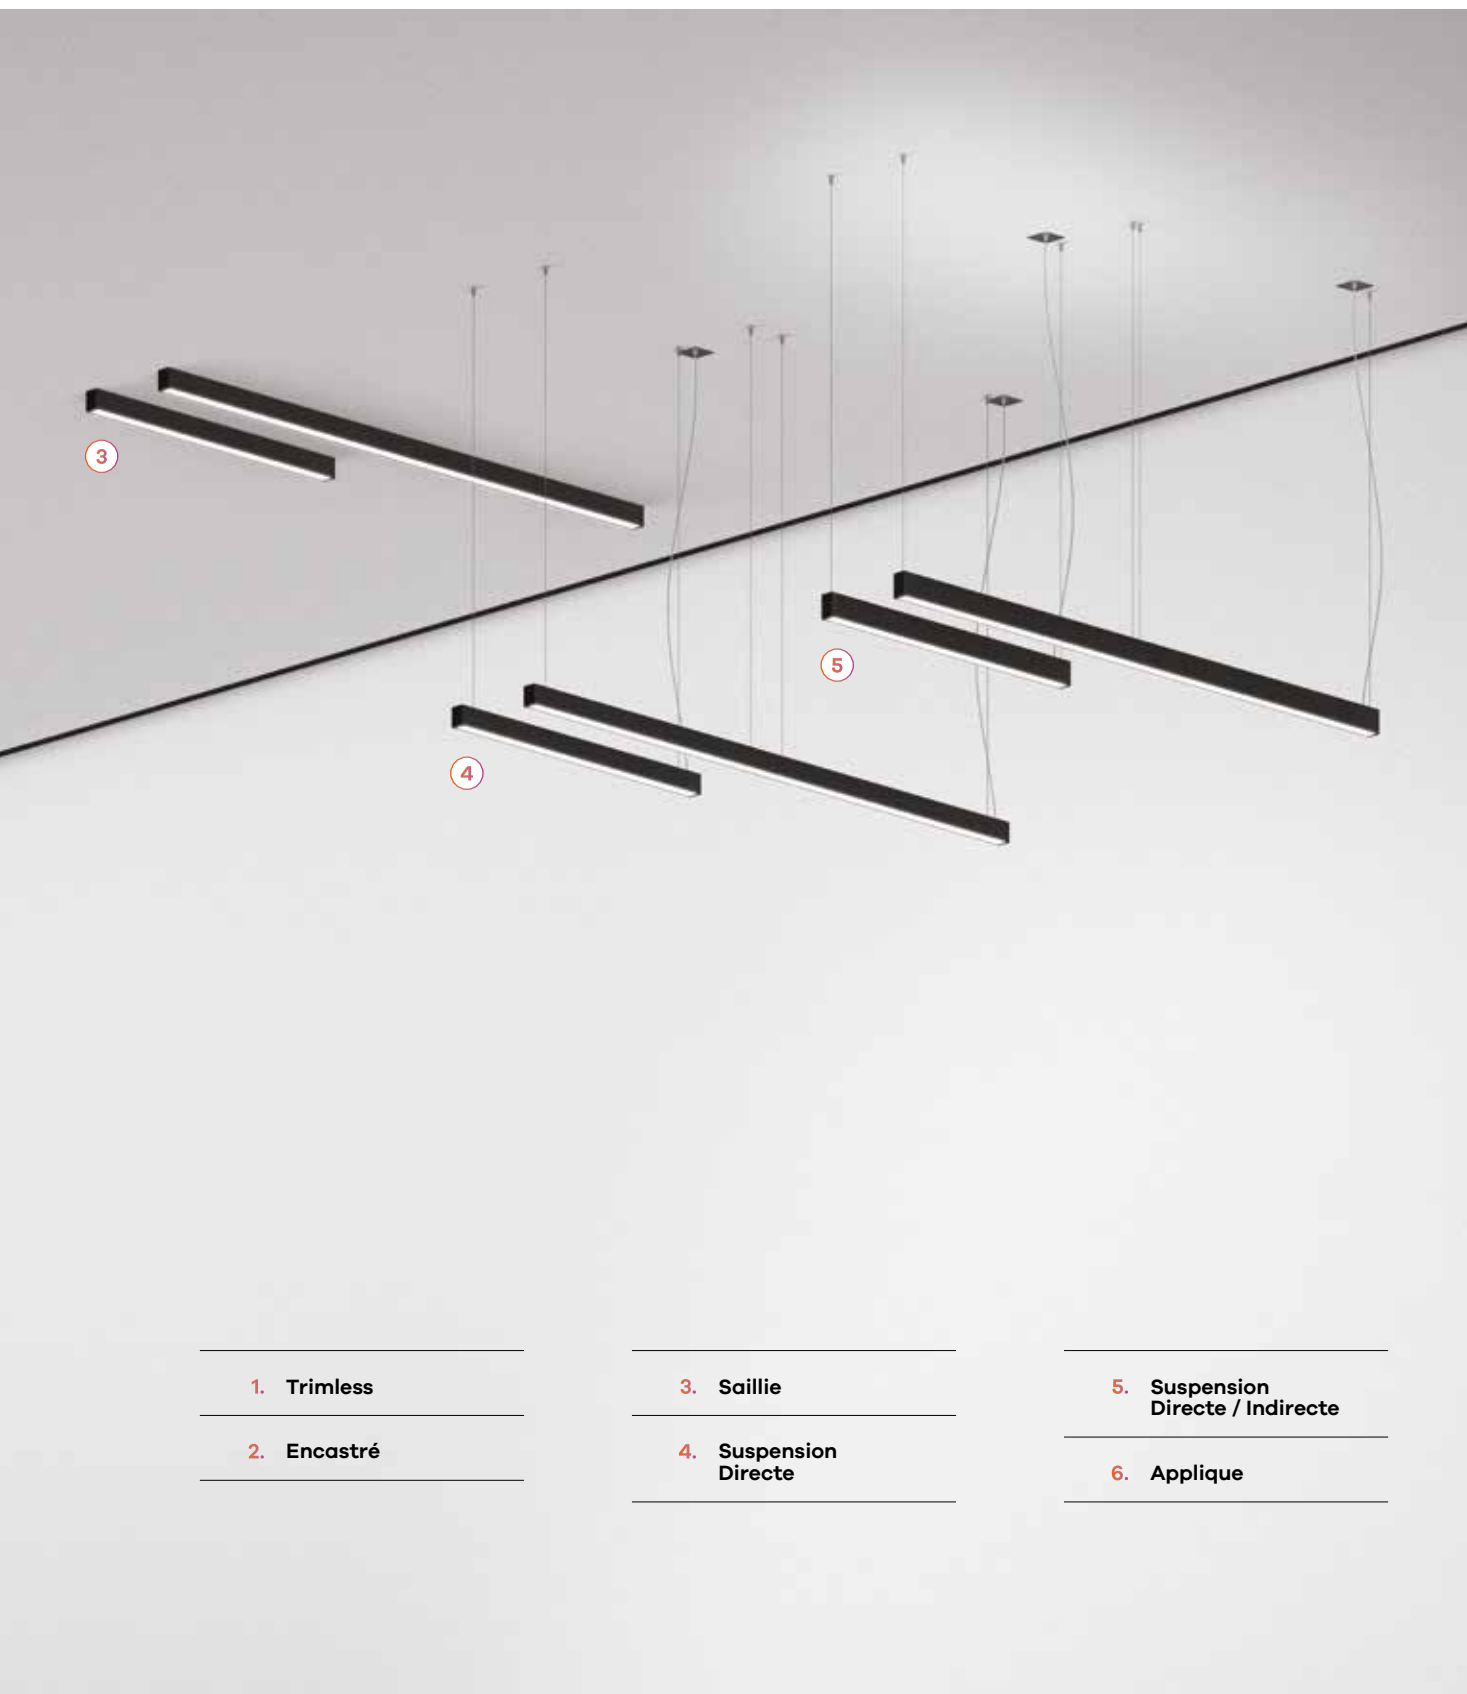 3
5
4
1. Trimless
2. Encastré
3. Saillie
4. Suspension
Directe
5. Suspension
Directe / Indirecte
6. Applique